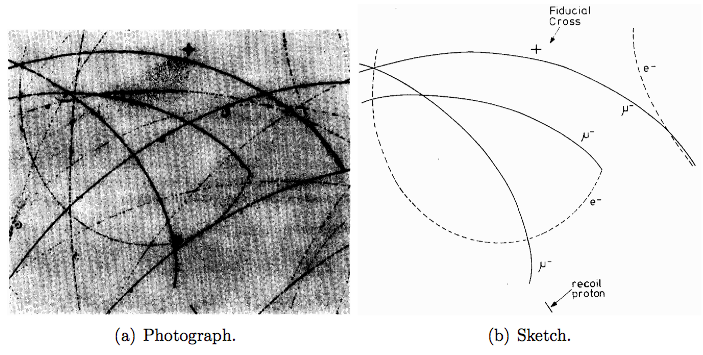 Fiducial
Cross
e⁻
μ⁻
μ⁻
e⁻
μ⁻
recoil
proton
(a) Photograph.
(b) Sketch.